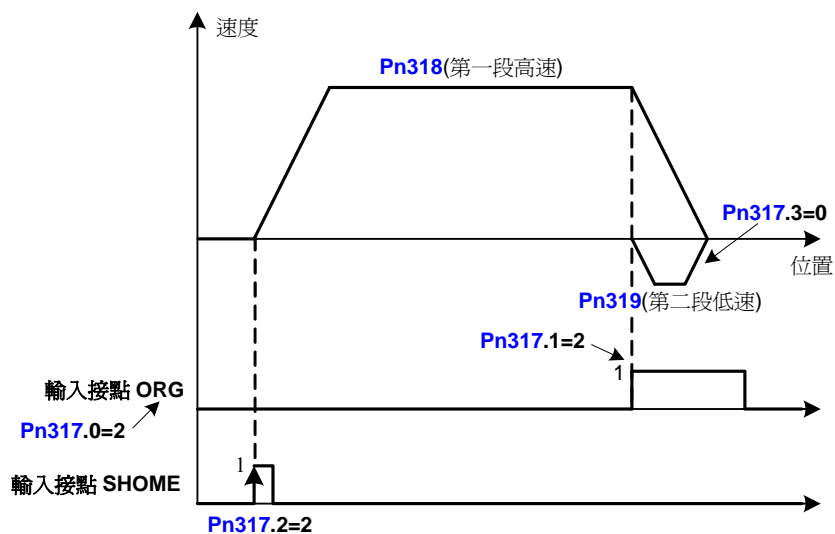 速度
Pn318(第一段高速)
Pn317.3=0
位置
Pn319(第二段低速)
Pn317.1=2
1
輸入接點 ORG
Pn317.0=2
1
輸入接點 SHOME
Pn317.2=2